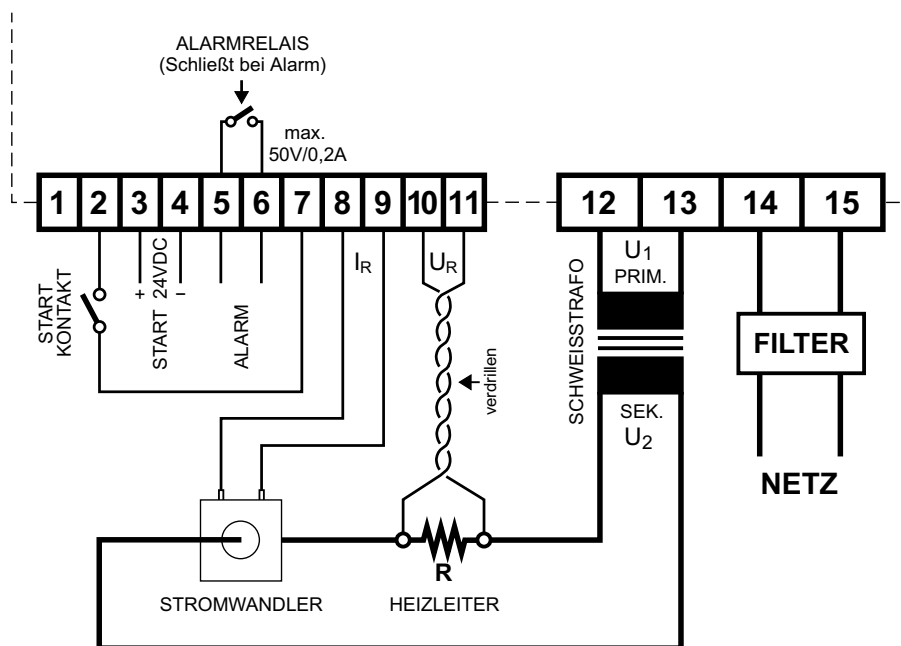 ALARMRELAIS
(Schließt bei Alarm)
max.
50V/0,2A
1 2 3 4 5 6 7 8 9 10 11 12 13 14 15
START
KONTAKT
+ –
START 24VDC
ALARM
IR
UR
verdrillen
SCHWEISSTRAFO
U1
PRIM.
SEK.
U2
FILTER
NETZ
R
STROMWANDLER
HEIZLEITER